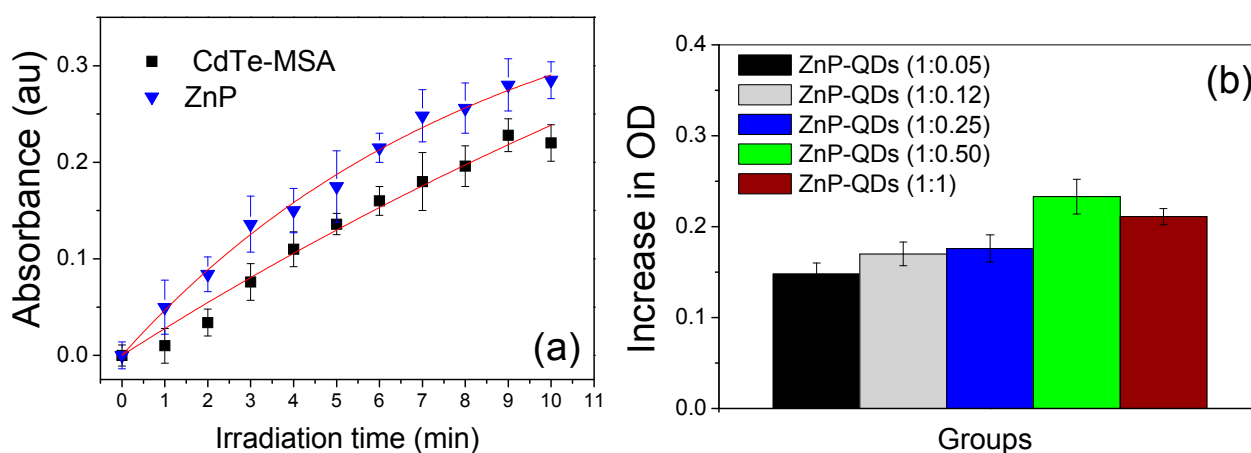 CdTe-MSA
ZnP
Absorbance (au)
0.3
0.2
0.1
0.0
(a)
0 1 2 3 4 5 6 7 8 9 10 11
Irradiation time (min)
ZnP-QDs (1:0.05)
ZnP-QDs (1:0.12)
ZnP-QDs (1:0.25)
ZnP-QDs (1:0.50)
ZnP-QDs (1:1)
(b)
Increase in OD
0.4
0.3
0.2
0.1
0.0
Groups